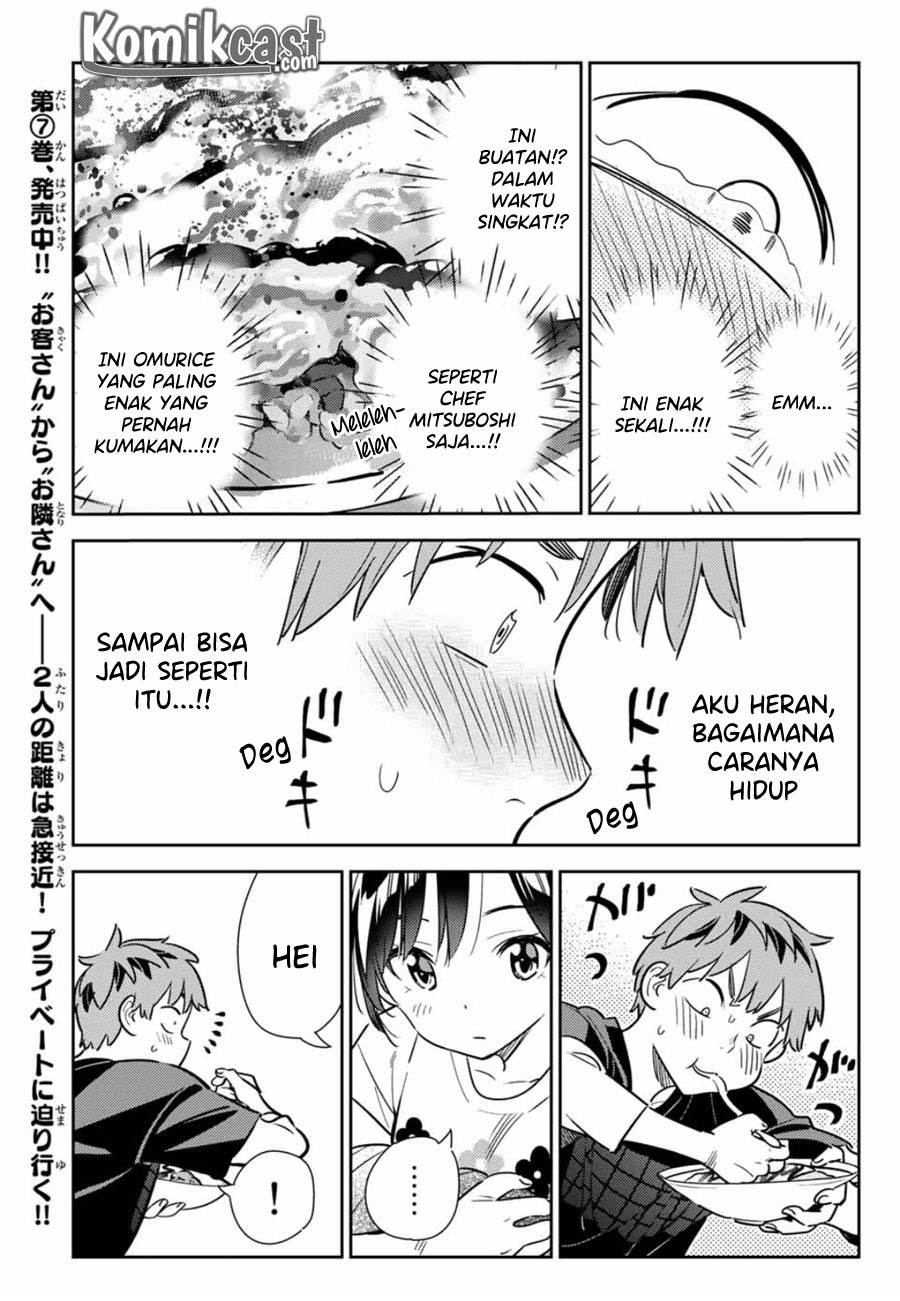 Komikcast
.com
第⑦巻、発売中!! "お客さん"から"お隣さん"へ――2人の距離は急接近! プライベートに迫り行く!!
EMM...
INI ENAK
SEKALI...!!!
INI
BUATAN!?
DALAM
WAKTU
SINGKAT!?
SEPERTI
CHEF
MITSUBOSHI
SAJA...!!
Meleleh-
leleh
INI OMURICE
YANG PALING
ENAK YANG
PERNAH
KUMAKAN...!!!
AKU HERAN,
BAGAIMANA
CARANYA
HIDUP
ドキ
Deg
SAMPAI BISA
JADI SEPERTI
ITU...!!
ドキ
Deg
ガッ
ガッ
......
HEI
!